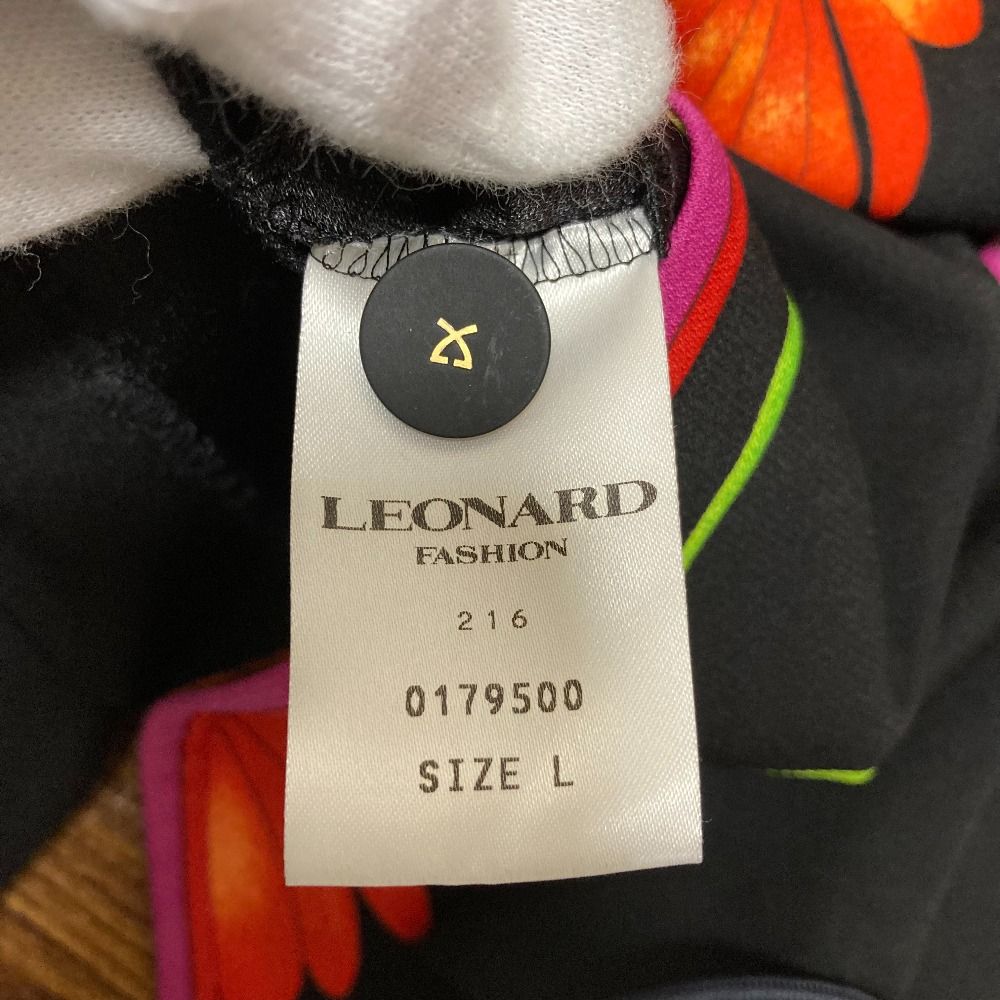 LEONARD
FASHION
216
0179500
SIZE L